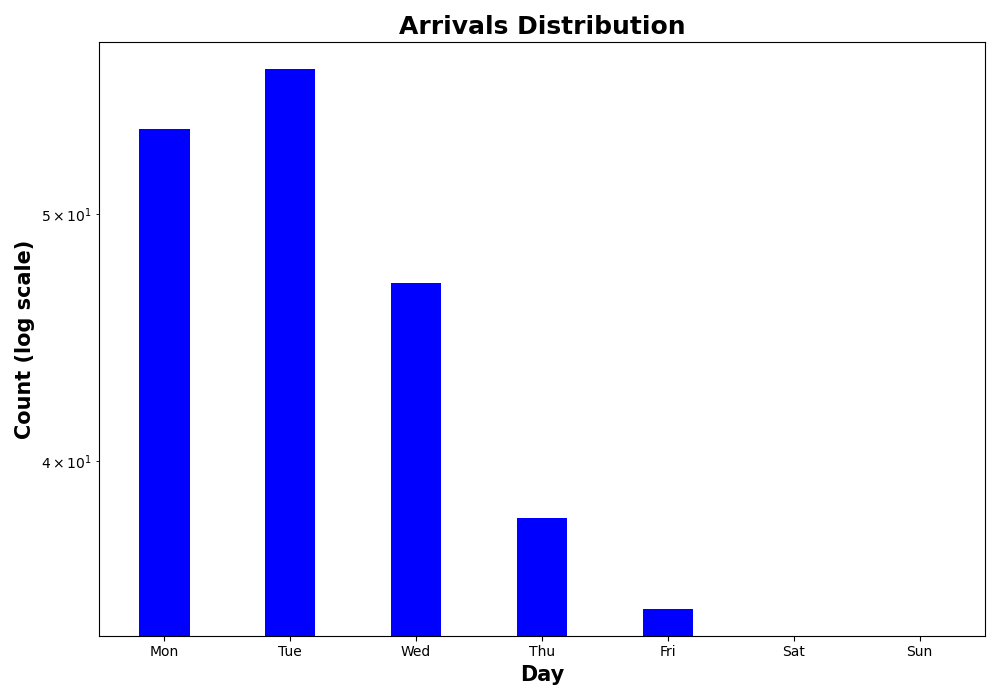 Arrivals Distribution
Count (log scale)
5 × 10¹
4 × 10¹
Mon Tue Wed Thu Fri Sat Sun
Day